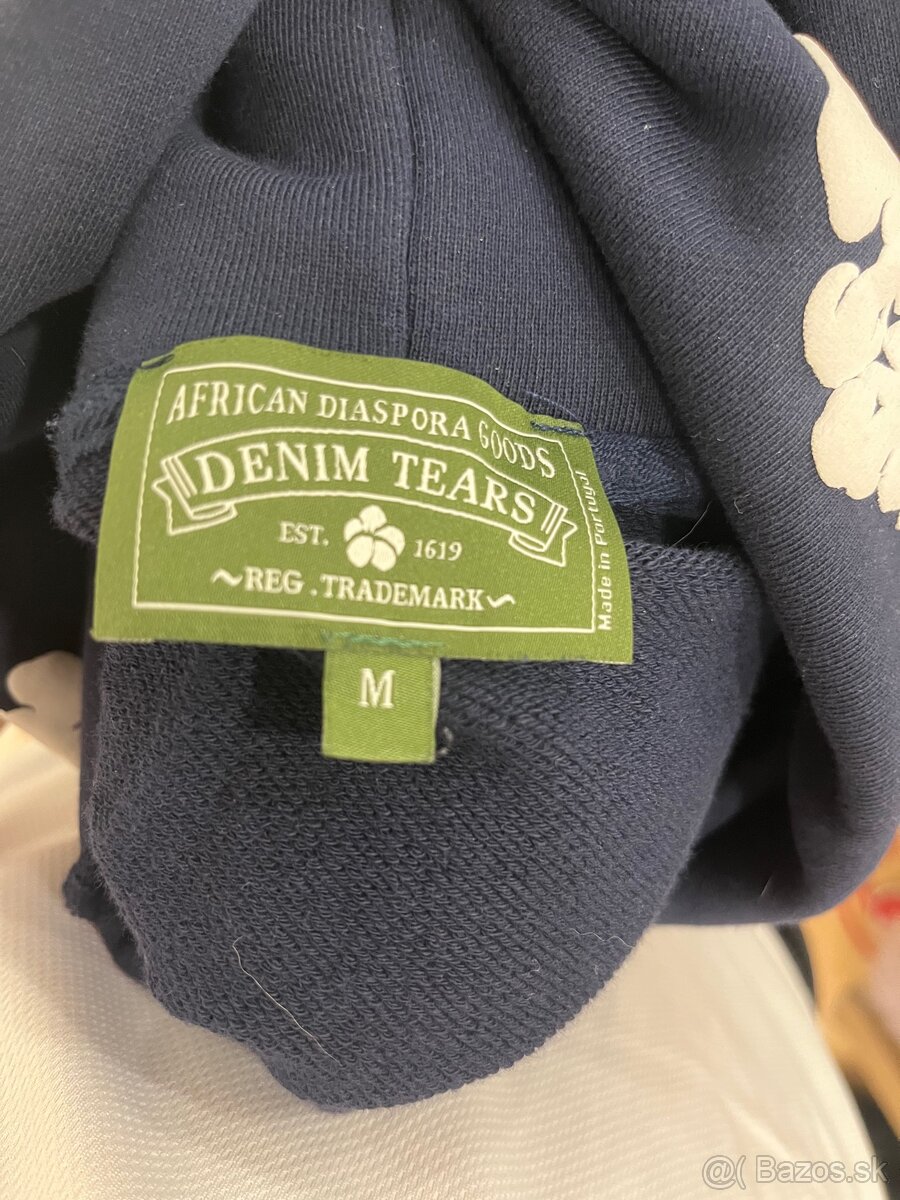 AFRICAN DIASPORA GOODS
DENIM TEARS
EST. 1619
~REG .TRADEMARK~
Made in Portugal
M
@( Bazos.sk